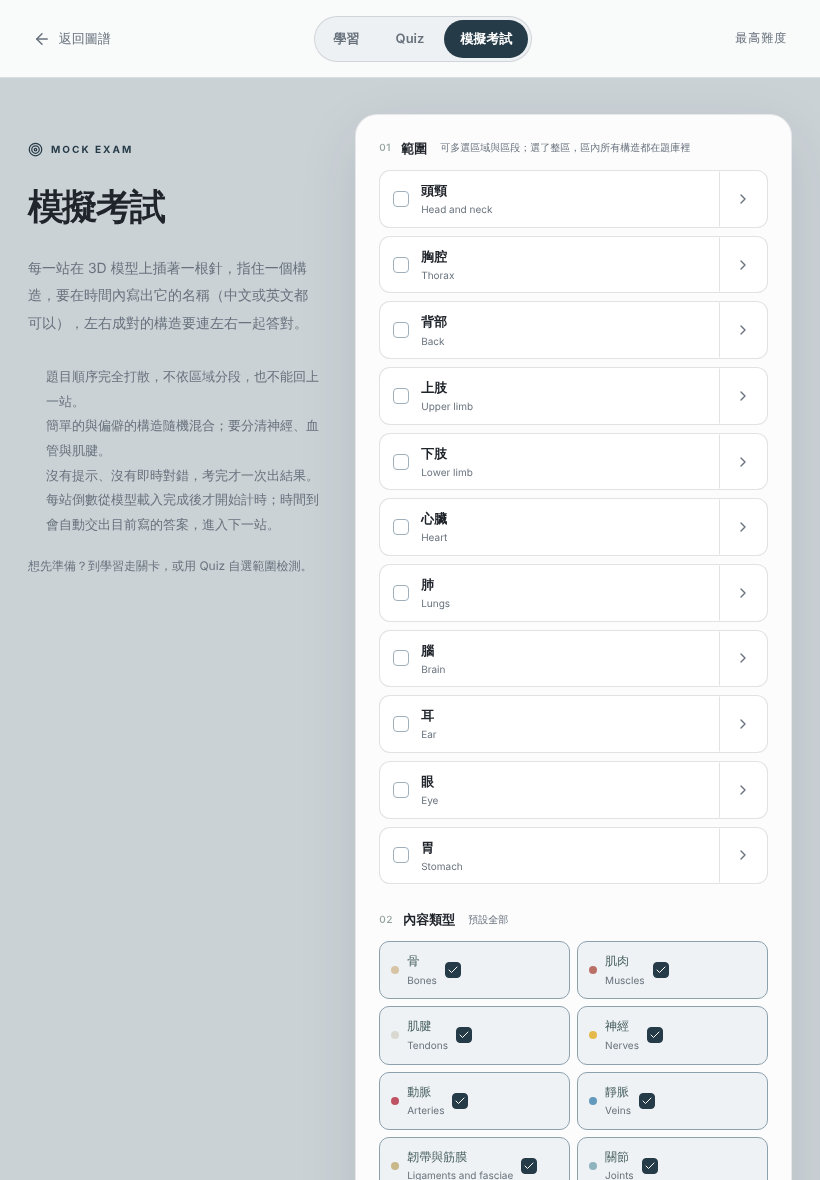 返回圖譜
學習
Quiz
模擬考試
最高難度
MOCK EXAM
模擬考試
每一站在 3D 模型上插著一根針，指住一個構
造，要在時間內寫出它的名稱（中文或英文都
可以），左右成對的構造要連左右一起答對。
題目順序完全打散，不依區域分段，也不能回上
一站。
簡單的與偏僻的構造隨機混合；要分清神經、血
管與肌腱。
沒有提示、沒有即時對錯，考完才一次出結果。
每站倒數從模型載入完成後才開始計時；時間到
會自動交出目前寫的答案，進入下一站。
想先準備？到學習走關卡，或用 Quiz 自選範圍檢測。
01 範圍 可多選區域與區段；選了整區，區內所有構造都在題庫裡
頭頸
Head and neck
胸腔
Thorax
背部
Back
上肢
Upper limb
下肢
Lower limb
心臟
Heart
肺
Lungs
腦
Brain
耳
Ear
眼
Eye
胃
Stomach
02 內容類型 預設全部
骨
Bones
肌肉
Muscles
肌腱
Tendons
神經
Nerves
動脈
Arteries
靜脈
Veins
韌帶與筋膜
Ligaments and fasciae
關節
Joints